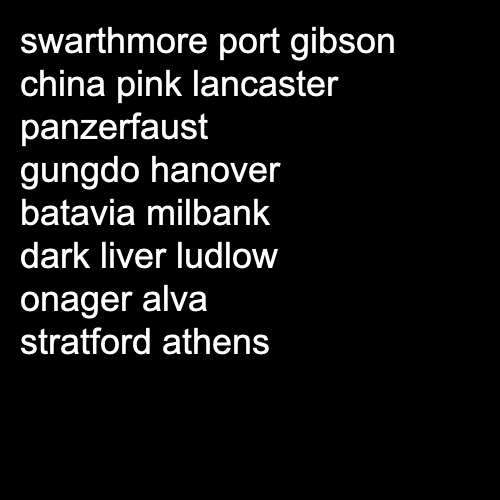 swarthmore port gibson
china pink lancaster
panzerfaust
gungdo hanover
batavia milbank
dark liver ludlow
onager alva
stratford athens